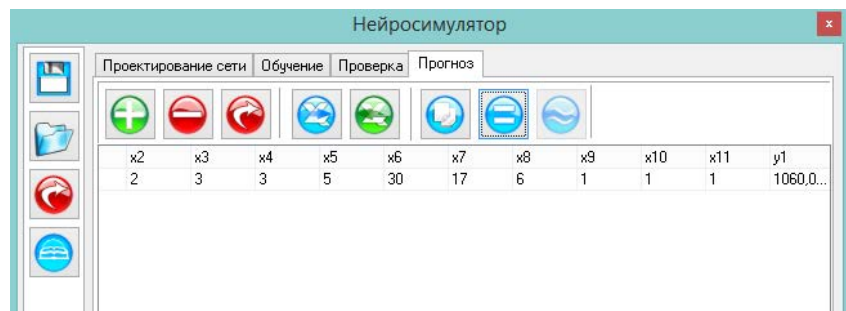 Нейросимулятор
x
Проектирование сети Обучение Проверка Прогноз
x2 x3 x4 x5 x6 x7 x8 x9 x10 x11 y1
2 3 3 5 30 17 6 1 1 1 1060,0...